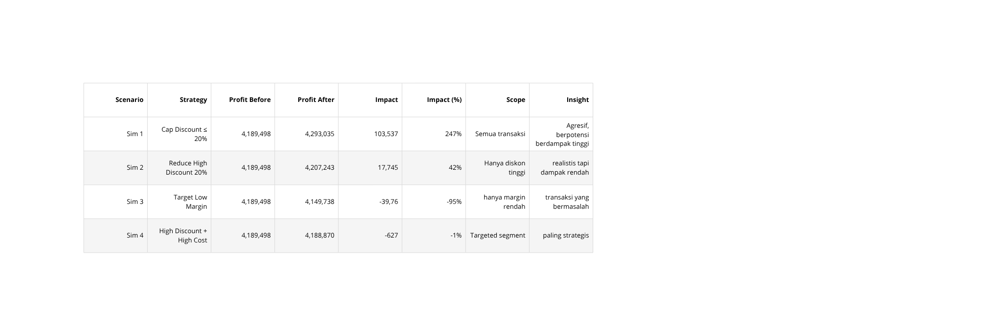 Scenario Strategy Profit Before Profit After Impact Impact (%) Scope Insight
Sim 1 Cap Discount ≤ 20% 4,189,498 4,293,035 103,537 247% Semua transaksi Agresif, berpotensi berdampak tinggi
Sim 2 Reduce High Discount 20% 4,189,498 4,207,243 17,745 42% Hanya diskon tinggi realistis tapi dampak rendah
Sim 3 Target Low Margin 4,189,498 4,149,738 -39,76 -95% hanya margin rendah transaksi yang bermasalah
Sim 4 High Discount + High Cost 4,189,498 4,188,870 -627 -1% Targeted segment paling strategis